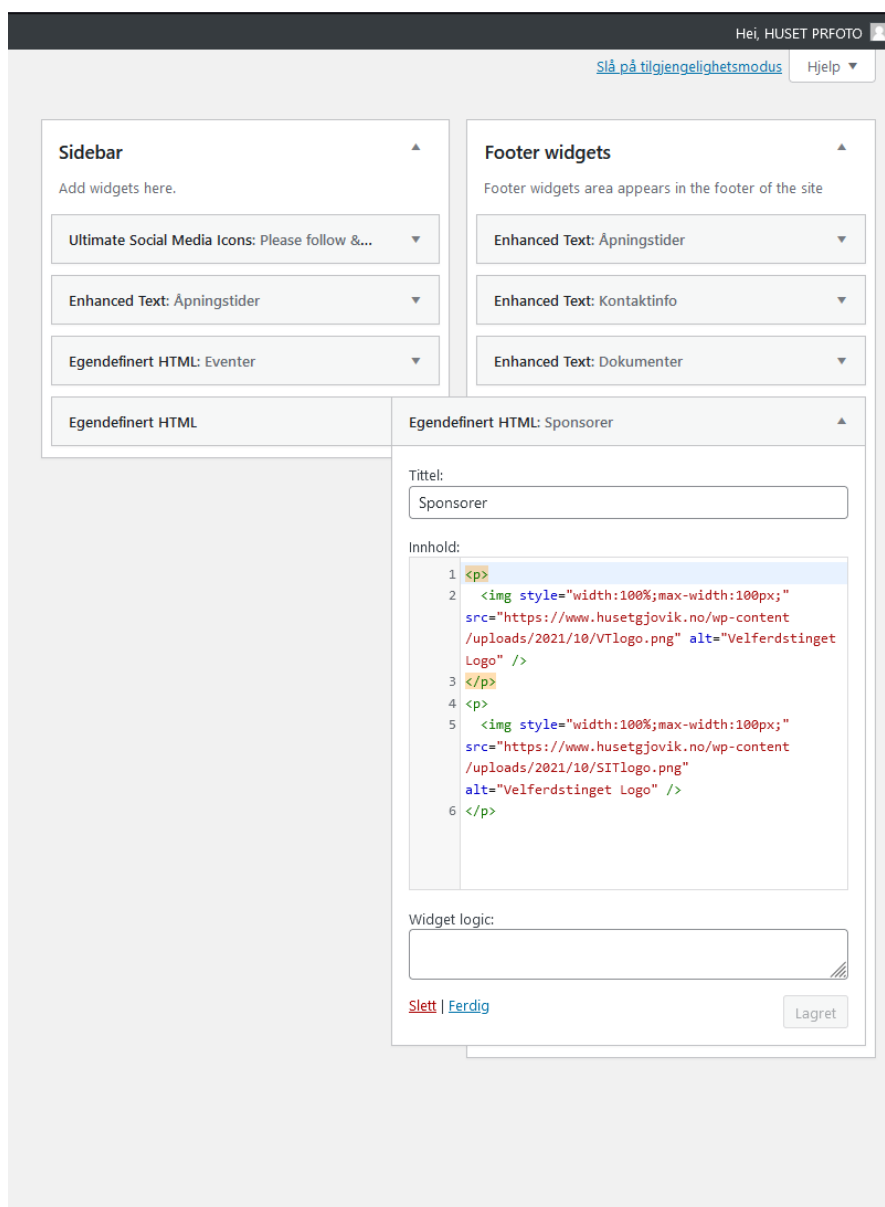 Hei, HUSET PRFOTO
Slå på tilgjengelighetsmodus
Hjelp ▼
Sidebar
Add widgets here.
Ultimate Social Media Icons: Please follow &...
Enhanced Text: Åpningstider
Egendefinert HTML: Eventer
Egendefinert HTML
Footer widgets
Footer widgets area appears in the footer of the site
Enhanced Text: Åpningstider
Enhanced Text: Kontaktinfo
Enhanced Text: Dokumenter
Egendefinert HTML: Sponsorer
Tittel:
Sponsorer
Innhold:
1 <p>
2 <img style="width:100%;max-width:100px;"
src="https://www.husetgjovik.no/wp-content
/uploads/2021/10/VTlogo.png" alt="Velferdstinget
Logo" />
3 </p>
4 <p>
5 <img style="width:100%;max-width:100px;"
src="https://www.husetgjovik.no/wp-content
/uploads/2021/10/SITlogo.png"
alt="Velferdstinget Logo" />
6 </p>
Widget logic:
Slett | Ferdig
Lagret